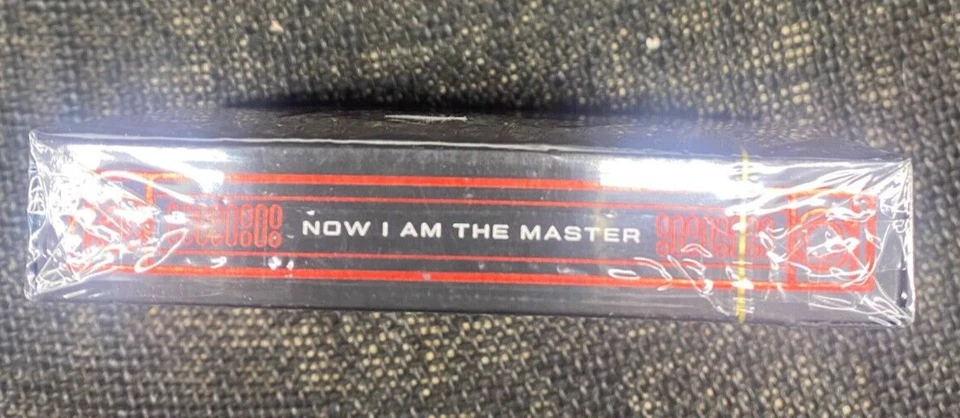 NOW I AM THE MASTER